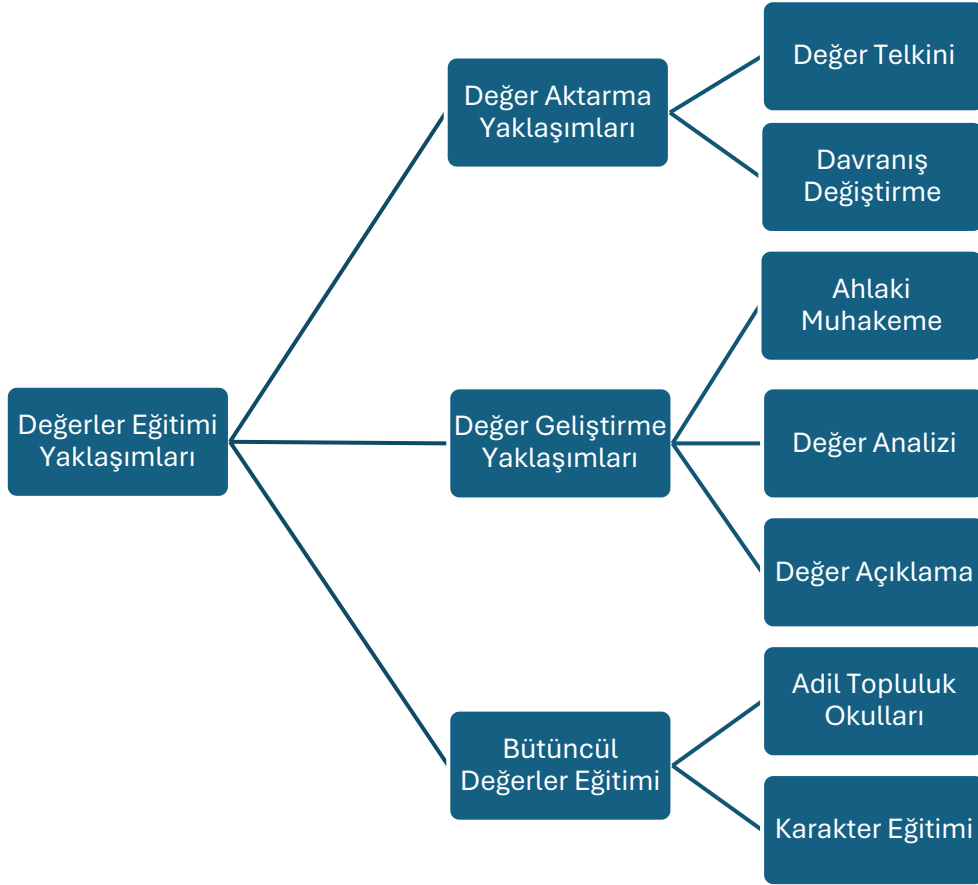 Değerler Eğitimi
Yaklaşımları
Değer Aktarma
Yaklaşımları
Değer Telkini
Davranış
Değiştirme
Değer Geliştirme
Yaklaşımları
Ahlaki
Muhakeme
Değer Analizi
Değer Açıklama
Bütüncül
Değerler Eğitimi
Adil Topluluk
Okulları
Karakter Eğitimi